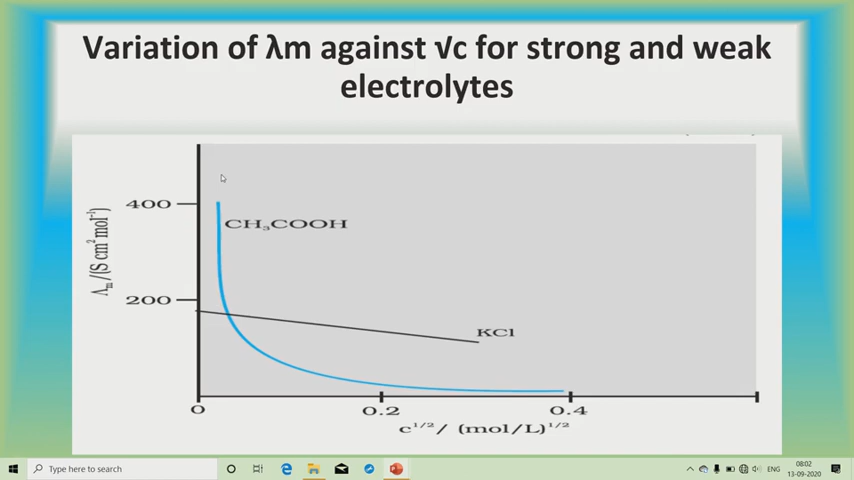 Variation of λm against √c for strong and weak
electrolytes
400
CH₃COOH
Λm/(S cm² mol⁻¹)
200
KCl
0
0.2
0.4
c¹/²/ (mol/L)¹/²
Type here to search
ENG
08:02
13-09-2020